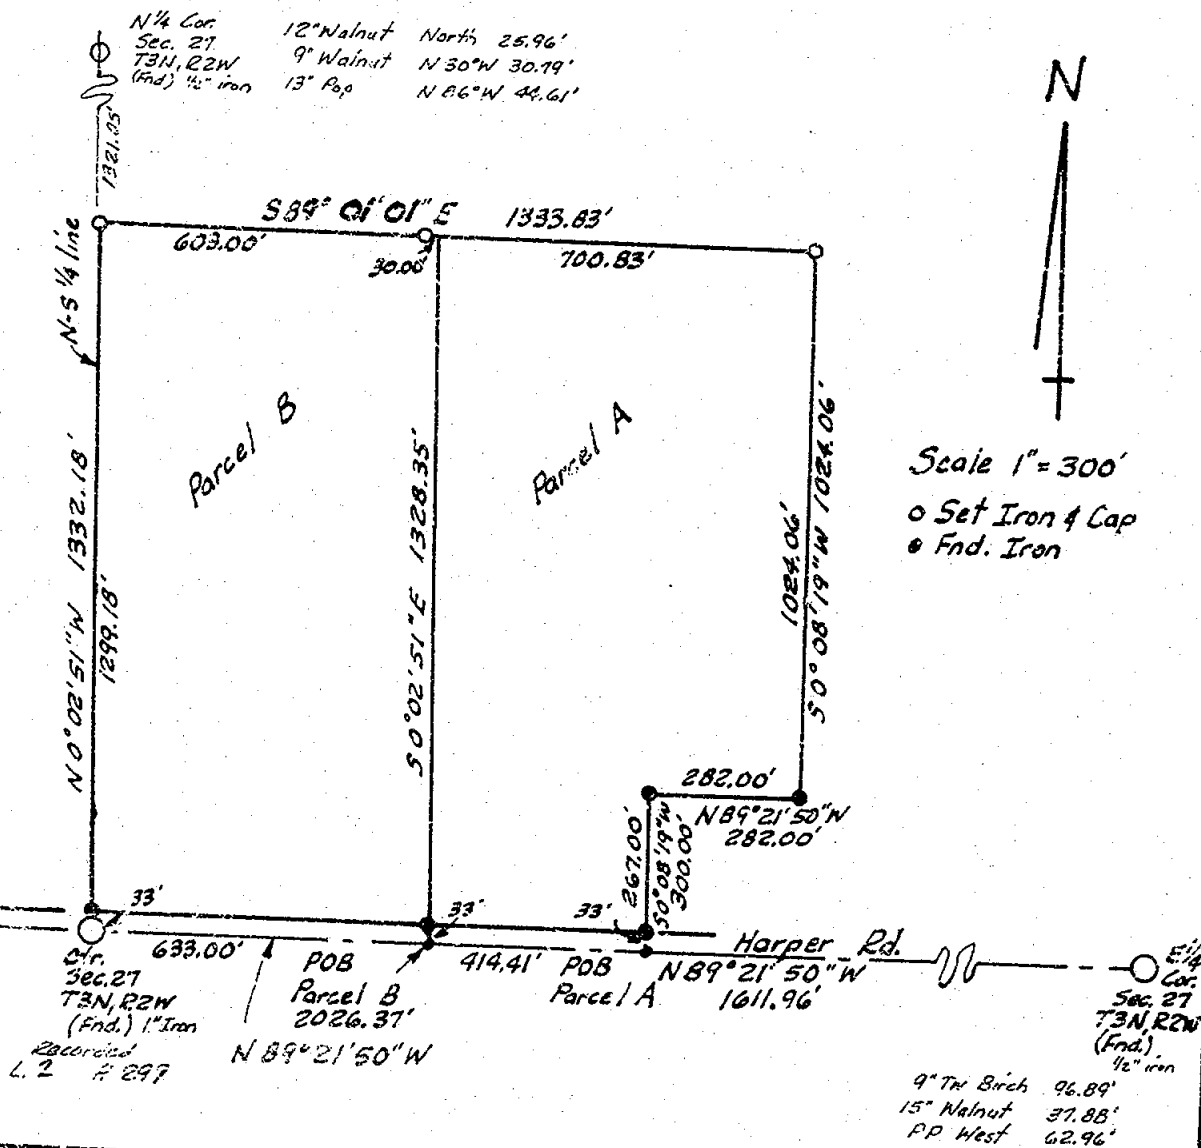 N 1/4 Cor.
Sec. 27
T3N, R2W
(Fnd) 1/2" iron
12" Walnut North 25.96'
9" Walnut N 30°W 30.79'
13" Pop N 86°W 44.61'
1321.05'
N
S 89° 01' 01" E 1333.83'
603.00'
30.00'
700.83'
N-S 1/4 line
Parcel B
Parcel A
N 0° 02' 51" W 1332.18'
1299.18'
S 0° 02' 51" E 1328.35'
1024.06'
S 0° 08' 19" W 1024.06'
Scale 1" = 300'
Set Iron & Cap
Fnd. Iron
282.00'
N 89° 21' 50" W
282.00'
267.00'
S 0° 08' 19" W
300.00'
33'
33'
33'
Harper Rd.
633.00'
POB
Parcel B
2026.37'
N 89° 21' 50" W
414.41'
POB
Parcel A
N 89° 21' 50" W
1611.96'
Ctr.
Sec. 27
T3N, R2W
(Fnd.) 1" Iron
Recorded
L. 2 297
E 1/4
Cor.
Sec. 27
T3N, R2W
(Fnd.)
1/2" iron
9" Tw Birch 96.89'
15" Walnut 37.88'
PP West 62.96'